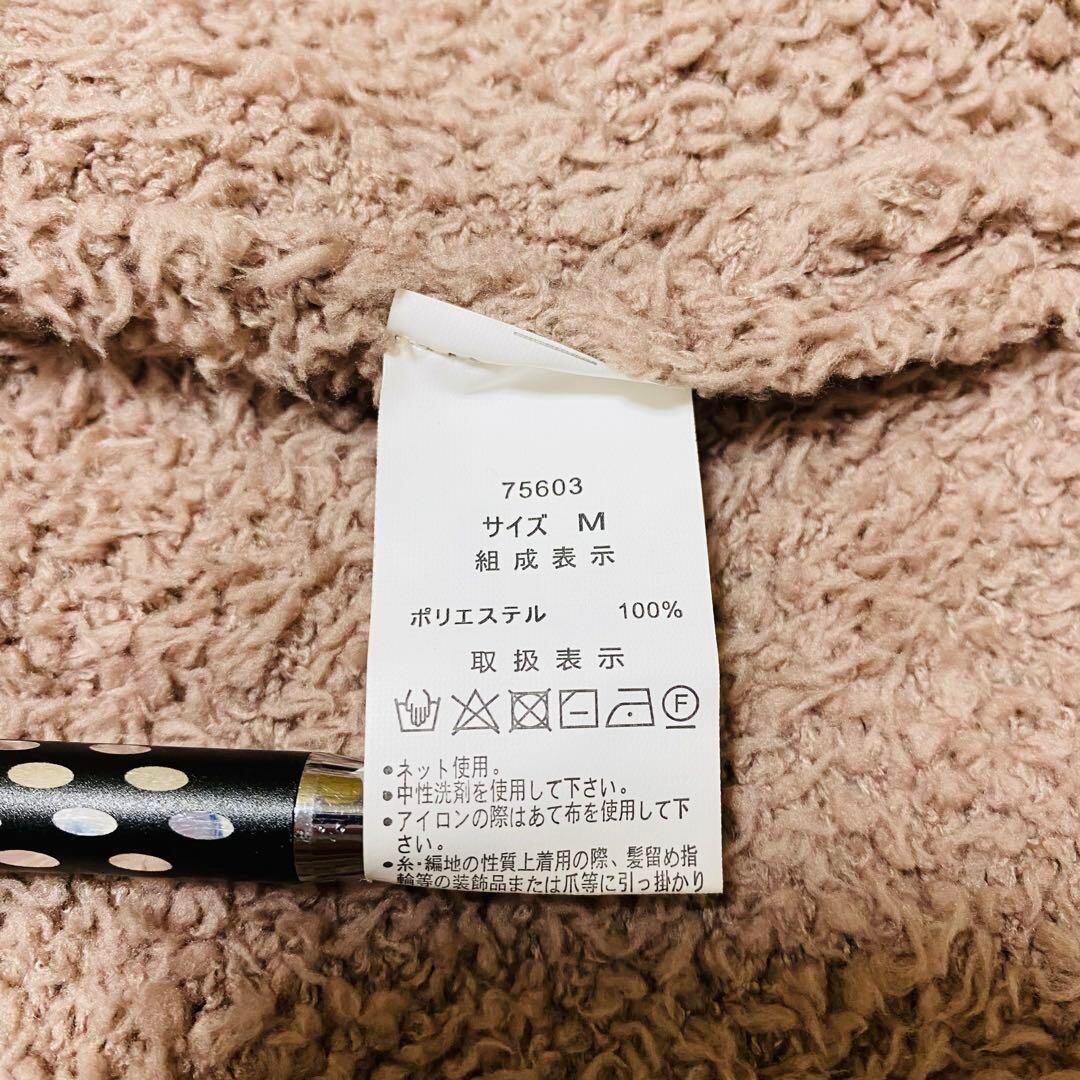 75603
サイズ M
組成表示
ポリエステル 100%
取扱表示
F
•ネット使用。
•中性洗剤を使用して下さい。
•アイロンの際はあて布を使用して下
さい。
•糸・編地の性質上着用の際、髪留め指
輪等の装飾品または爪等に引っ掛かり